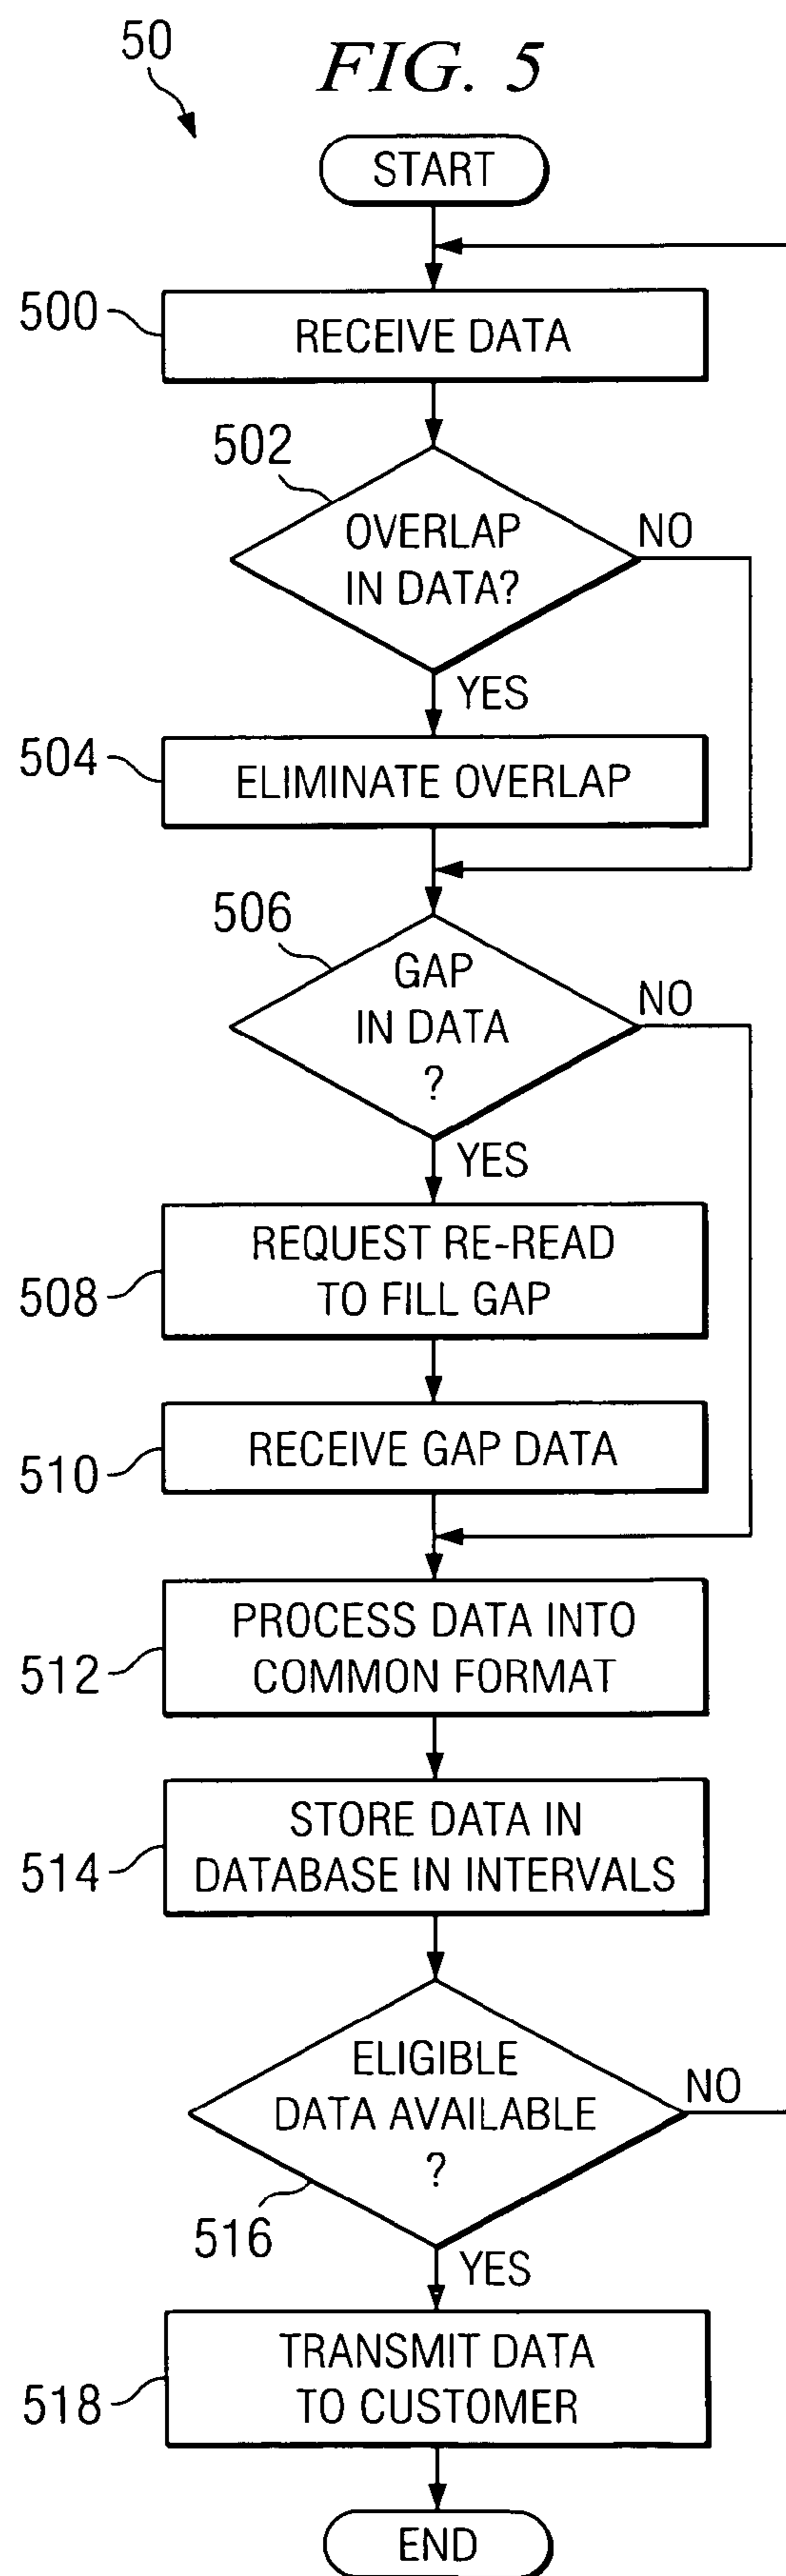 50
FIG. 5
START
500
RECEIVE DATA
502
OVERLAP
IN DATA?
NO
YES
504
ELIMINATE OVERLAP
506
GAP
IN DATA
?
NO
YES
508
REQUEST RE-READ
TO FILL GAP
510
RECEIVE GAP DATA
512
PROCESS DATA INTO
COMMON FORMAT
514
STORE DATA IN
DATABASE IN INTERVALS
ELIGIBLE
DATA AVAILABLE
?
NO
516
YES
518
TRANSMIT DATA
TO CUSTOMER
END